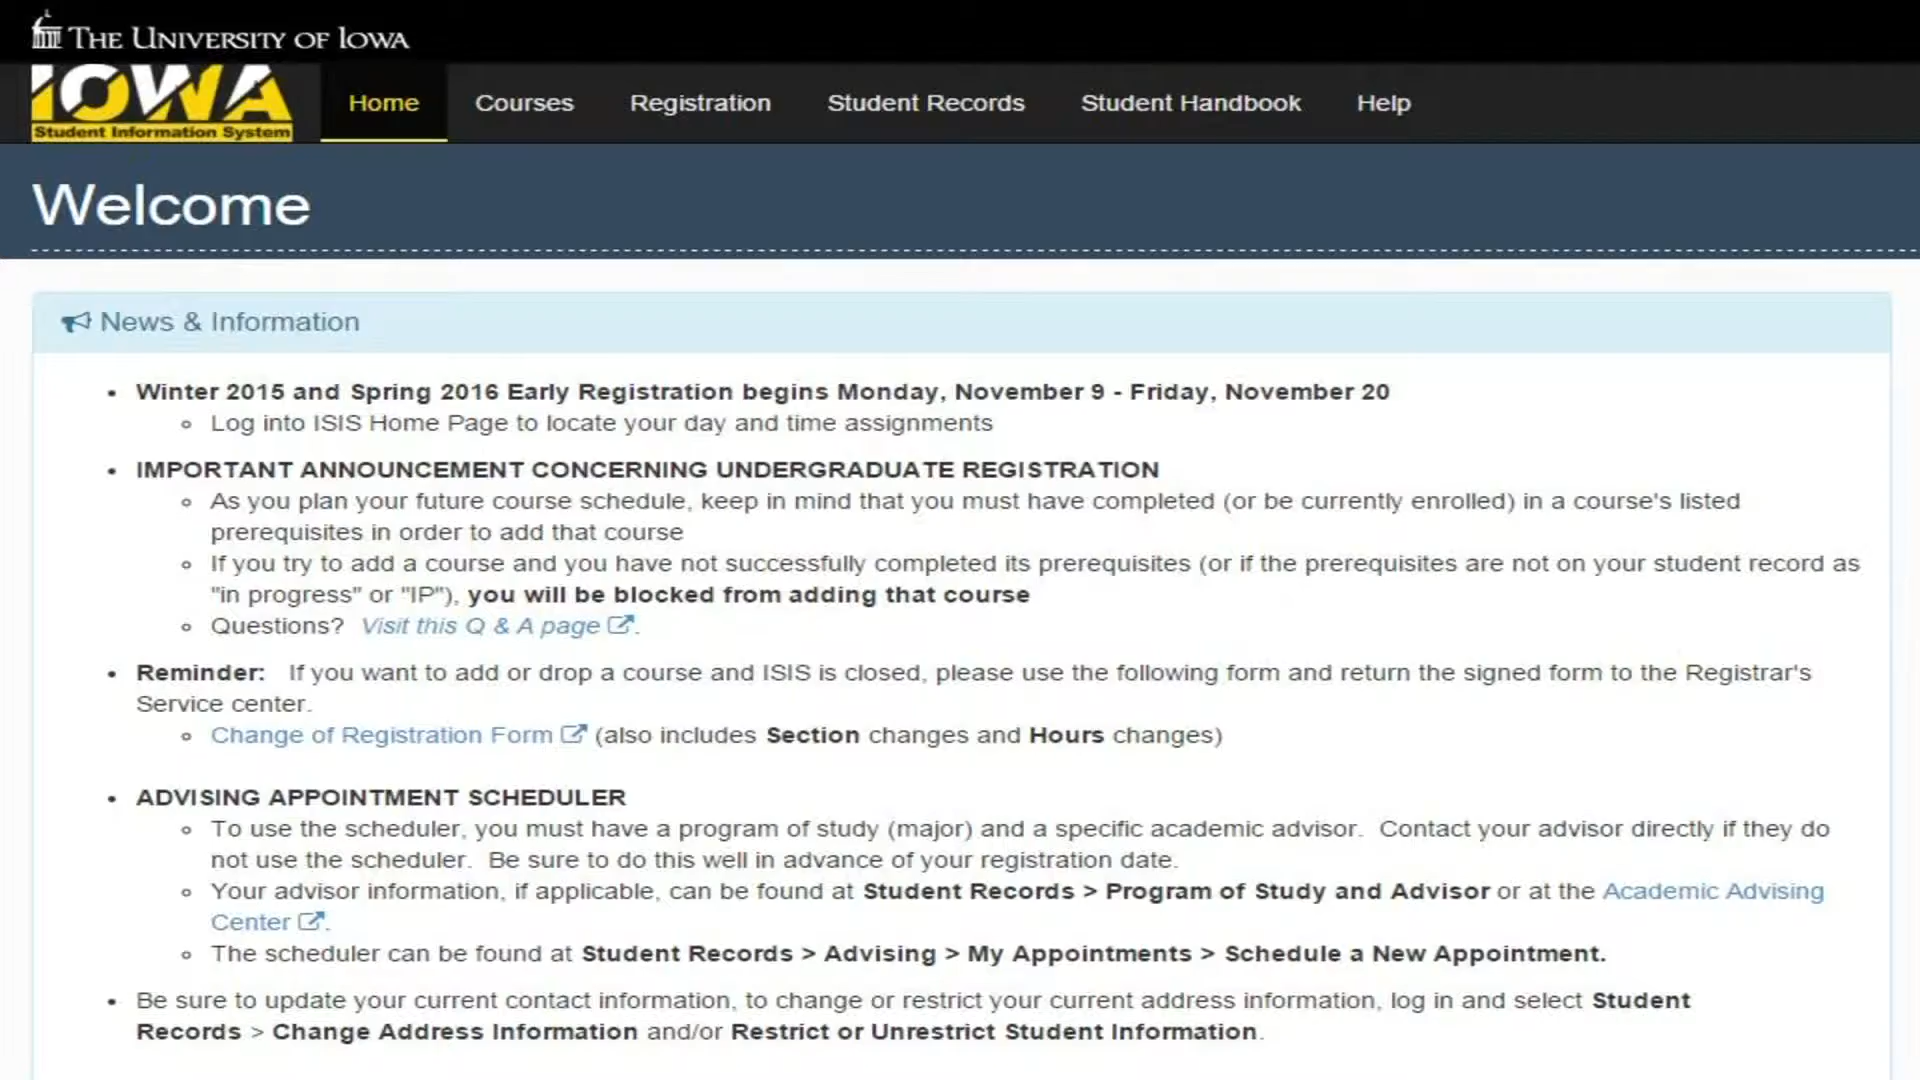 THE UNIVERSITY OF IOWA
IOWA
Student Information System
Home Courses Registration Student Records Student Handbook Help
Welcome
News & Information
Winter 2015 and Spring 2016 Early Registration begins Monday, November 9 - Friday, November 20
Log into ISIS Home Page to locate your day and time assignments
IMPORTANT ANNOUNCEMENT CONCERNING UNDERGRADUATE REGISTRATION
As you plan your future course schedule, keep in mind that you must have completed (or be currently enrolled) in a course's listed
prerequisites in order to add that course
If you try to add a course and you have not successfully completed its prerequisites (or if the prerequisites are not on your student record as
"in progress" or "IP"), you will be blocked from adding that course
Questions? Visit this Q & A page.
Reminder: If you want to add or drop a course and ISIS is closed, please use the following form and return the signed form to the Registrar's
Service center.
Change of Registration Form (also includes Section changes and Hours changes)
ADVISING APPOINTMENT SCHEDULER
To use the scheduler, you must have a program of study (major) and a specific academic advisor. Contact your advisor directly if they do
not use the scheduler. Be sure to do this well in advance of your registration date.
Your advisor information, if applicable, can be found at Student Records > Program of Study and Advisor or at the Academic Advising
Center.
The scheduler can be found at Student Records > Advising > My Appointments > Schedule a New Appointment.
Be sure to update your current contact information, to change or restrict your current address information, log in and select Student
Records > Change Address Information and/or Restrict or Unrestrict Student Information.